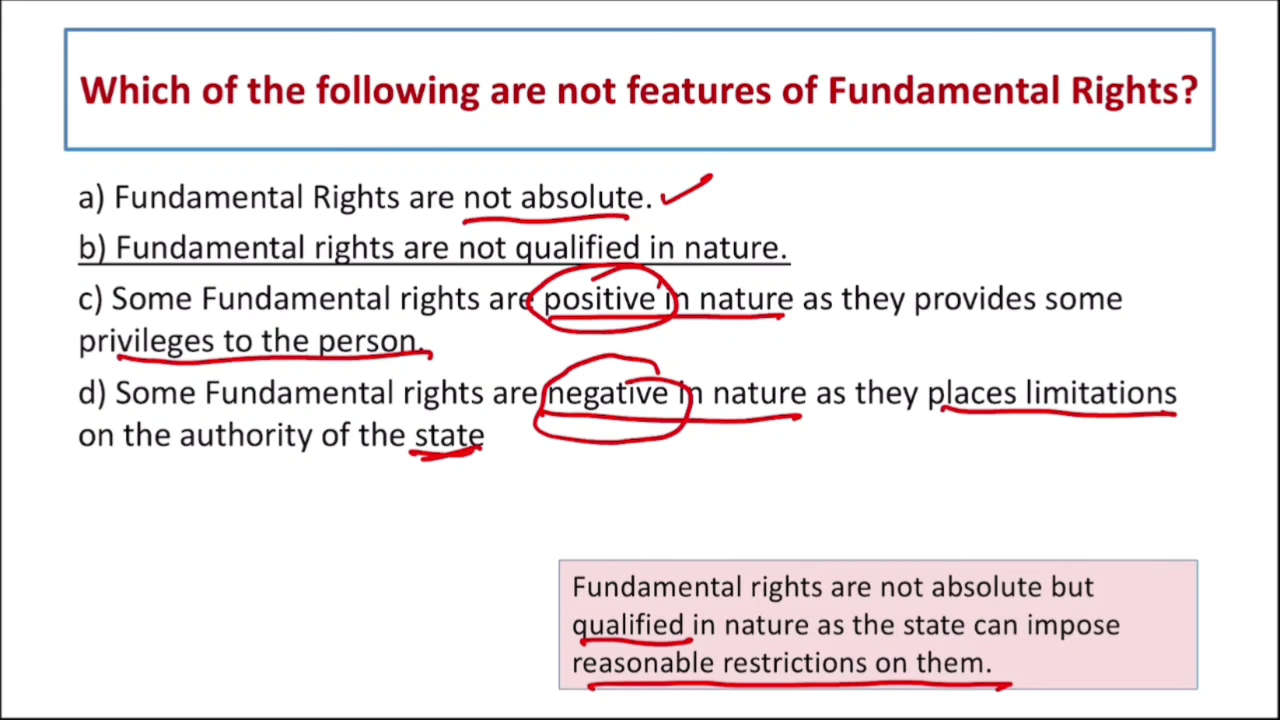 Which of the following are not features of Fundamental Rights?
a) Fundamental Rights are not absolute.
b) Fundamental rights are not qualified in nature.
c) Some Fundamental rights are positive in nature as they provides some
privileges to the person.
d) Some Fundamental rights are negative in nature as they places limitations
on the authority of the state
Fundamental rights are not absolute but
qualified in nature as the state can impose
reasonable restrictions on them.